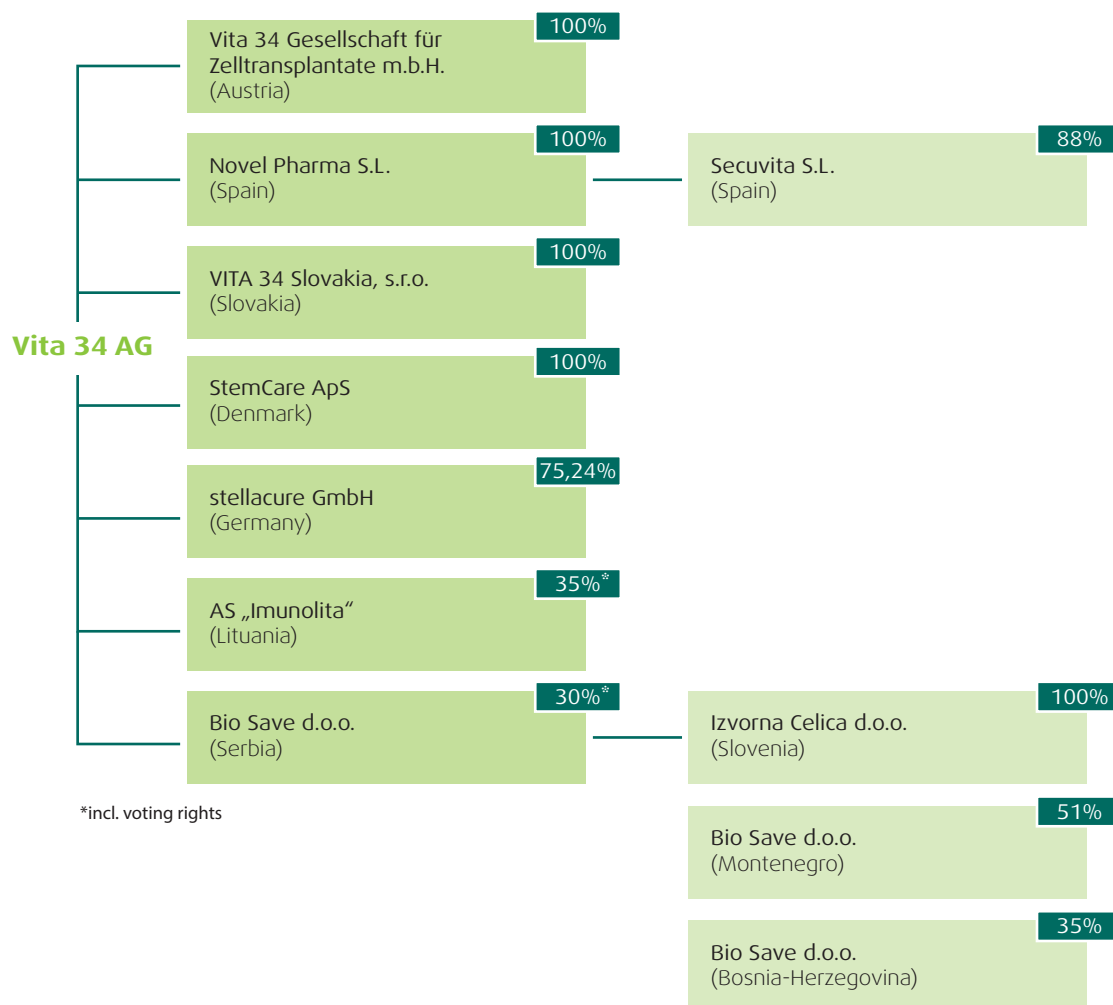 100%
Vita 34 Gesellschaft für
Zelltransplantate m.b.H.
(Austria)
100%
Novel Pharma S.L.
(Spain)
88%
Secuvita S.L.
(Spain)
100%
VITA 34 Slovakia, s.r.o.
(Slovakia)
Vita 34 AG
100%
StemCare ApS
(Denmark)
75,24%
stellacure GmbH
(Germany)
35%*
AS „Imunolita“
(Lituania)
30%*
Bio Save d.o.o.
(Serbia)
100%
Izvorna Celica d.o.o.
(Slovenia)
*incl. voting rights
51%
Bio Save d.o.o.
(Montenegro)
35%
Bio Save d.o.o.
(Bosnia-Herzegovina)